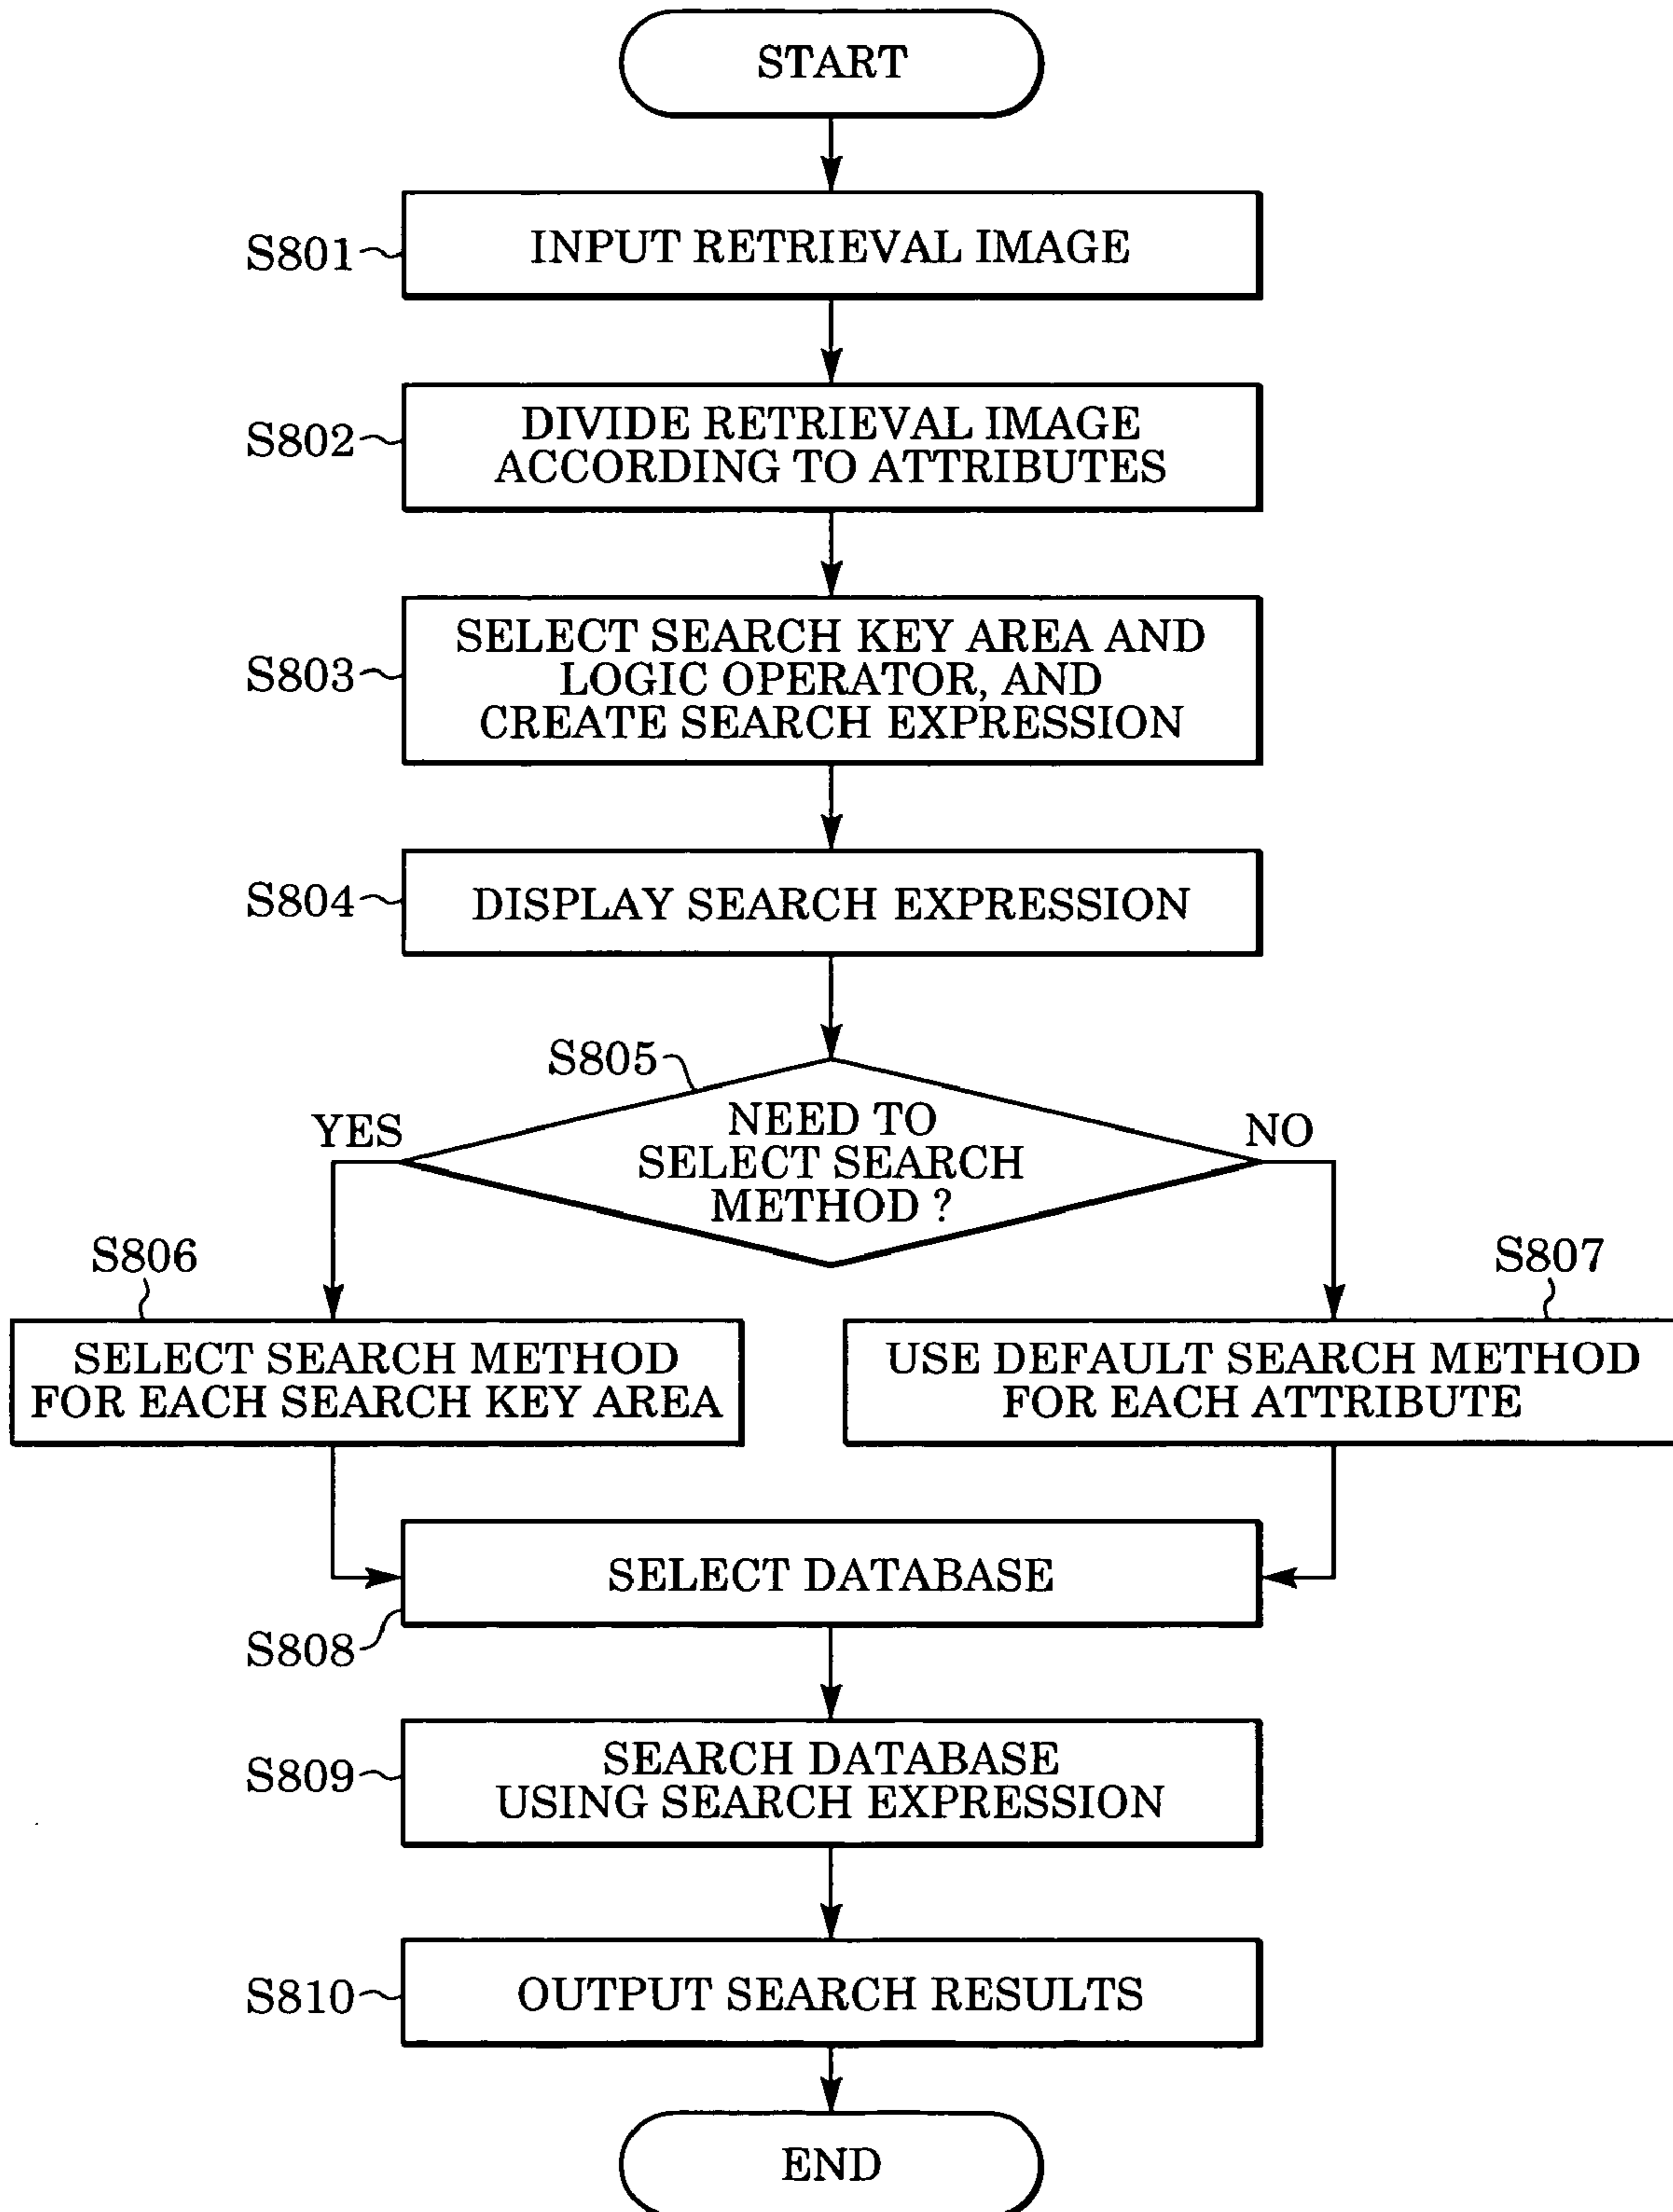 START
S801
INPUT RETRIEVAL IMAGE
S802
DIVIDE RETRIEVAL IMAGE
ACCORDING TO ATTRIBUTES
S803
SELECT SEARCH KEY AREA AND
LOGIC OPERATOR, AND
CREATE SEARCH EXPRESSION
S804
DISPLAY SEARCH EXPRESSION
S805
NEED TO
SELECT SEARCH
METHOD ?
YES
NO
S806
SELECT SEARCH METHOD
FOR EACH SEARCH KEY AREA
S807
USE DEFAULT SEARCH METHOD
FOR EACH ATTRIBUTE
SELECT DATABASE
S808
S809
SEARCH DATABASE
USING SEARCH EXPRESSION
S810
OUTPUT SEARCH RESULTS
END